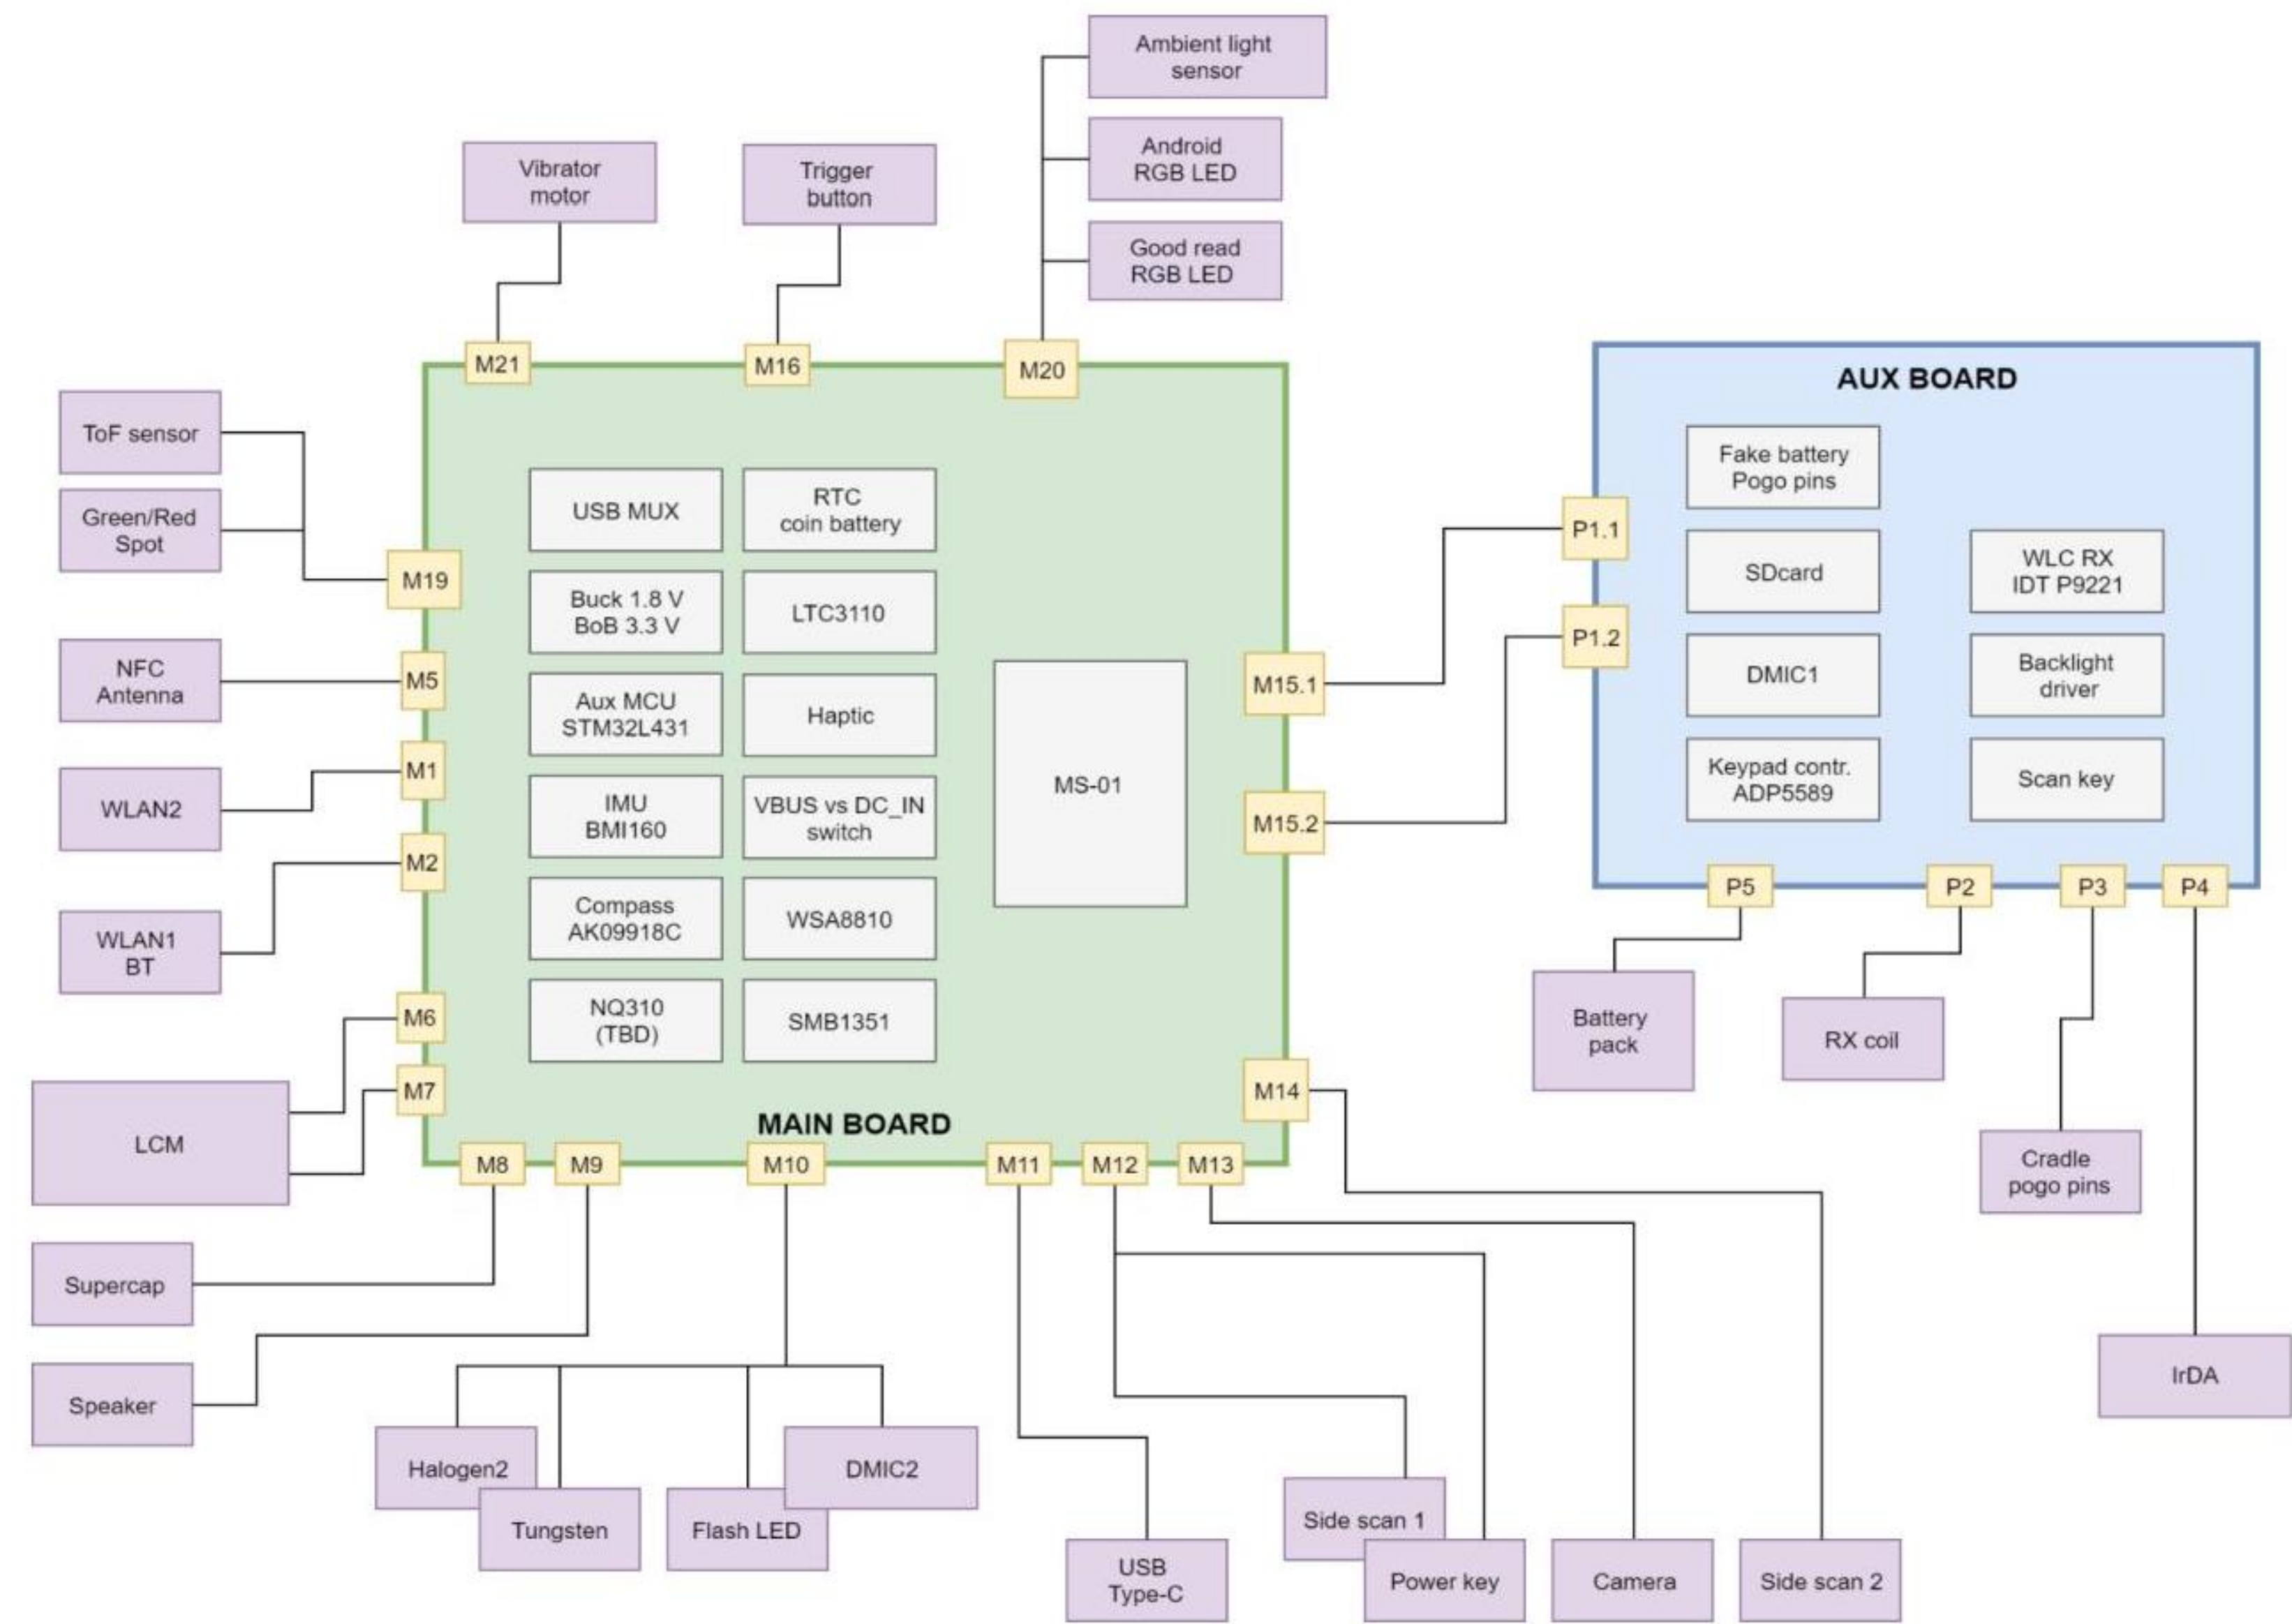 Ambient light
sensor
Android
RGB LED
Good read
RGB LED
Vibrator
motor
Trigger
button
M21
M16
M20
ToF sensor
Green/Red
Spot
M19
NFC
Antenna
M5
WLAN2
M1
WLAN1
BT
M2
LCM
M6
M7
USB MUX
RTC
coin battery
Buck 1.8 V
BoB 3.3 V
LTC3110
Aux MCU
STM32L431
Haptic
IMU
BMI160
VBUS vs DC_IN
switch
Compass
AK09918C
WSA8810
NQ310
(TBD)
SMB1351
MS-01
MAIN BOARD
M15.1
M15.2
M14
P1.1
P1.2
AUX BOARD
Fake battery
Pogo pins
SDcard
WLC RX
IDT P9221
DMIC1
Backlight
driver
Keypad contr.
ADP5589
Scan key
P5
P2
P3
P4
Battery
pack
RX coil
Cradle
pogo pins
IrDA
M8
M9
M10
M11
M12
M13
Supercap
Speaker
Halogen2
Tungsten
Flash LED
DMIC2
USB
Type-C
Side scan 1
Power key
Camera
Side scan 2